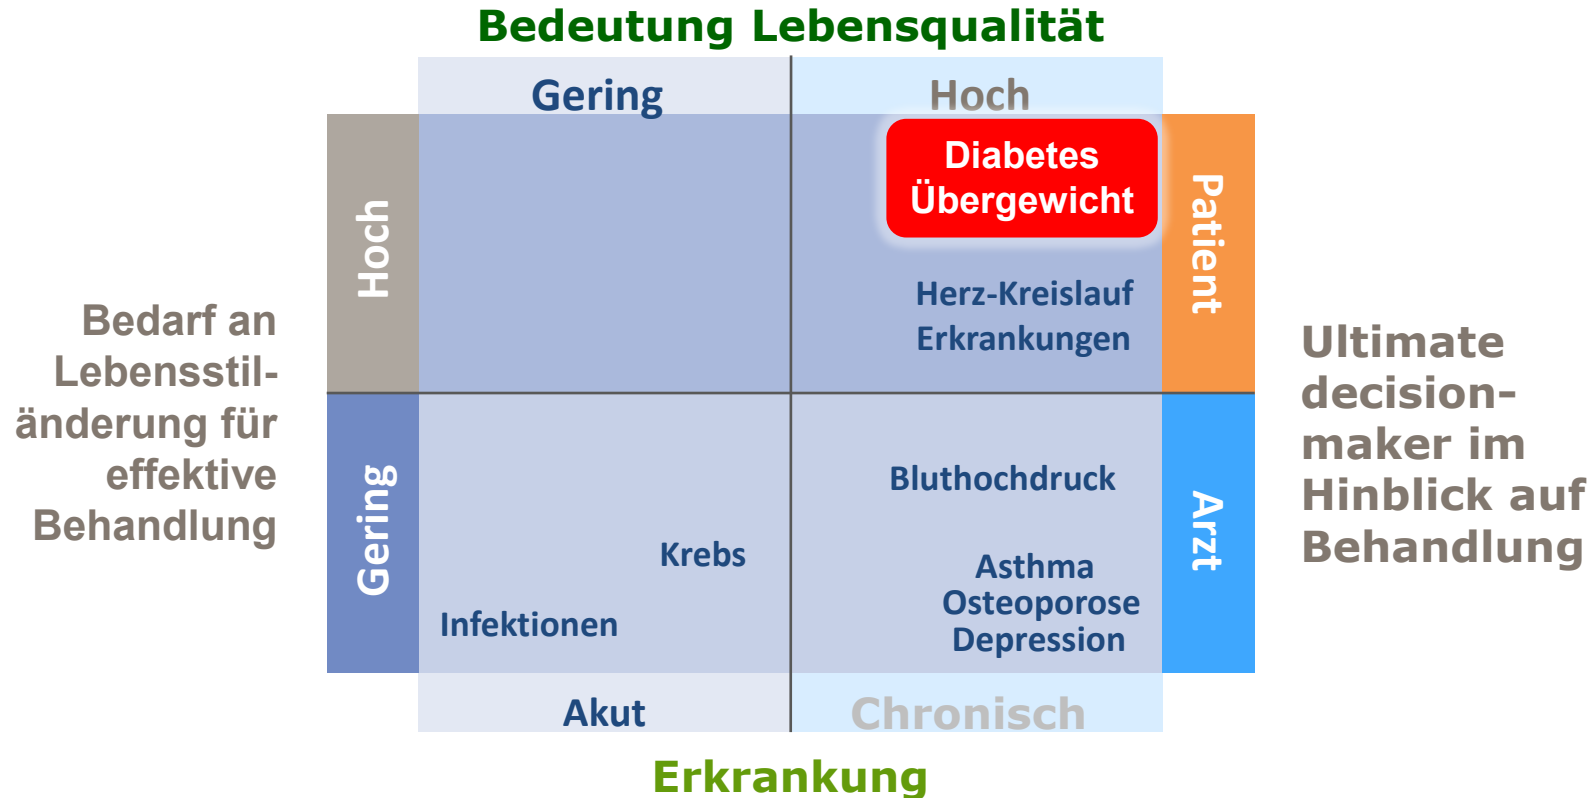 Bedeutung Lebensqualität
Gering
Hoch
Diabetes
Übergewicht
Hoch
Patient
Herz-Kreislauf
Erkrankungen
Bedarf an
Lebensstil-
änderung für
effektive
Behandlung
Ultimate
decision-
maker im
Hinblick auf
Behandlung
Gering
Bluthochdruck
Arzt
Krebs
Asthma
Osteoporose
Depression
Infektionen
Akut
Chronisch
Erkrankung